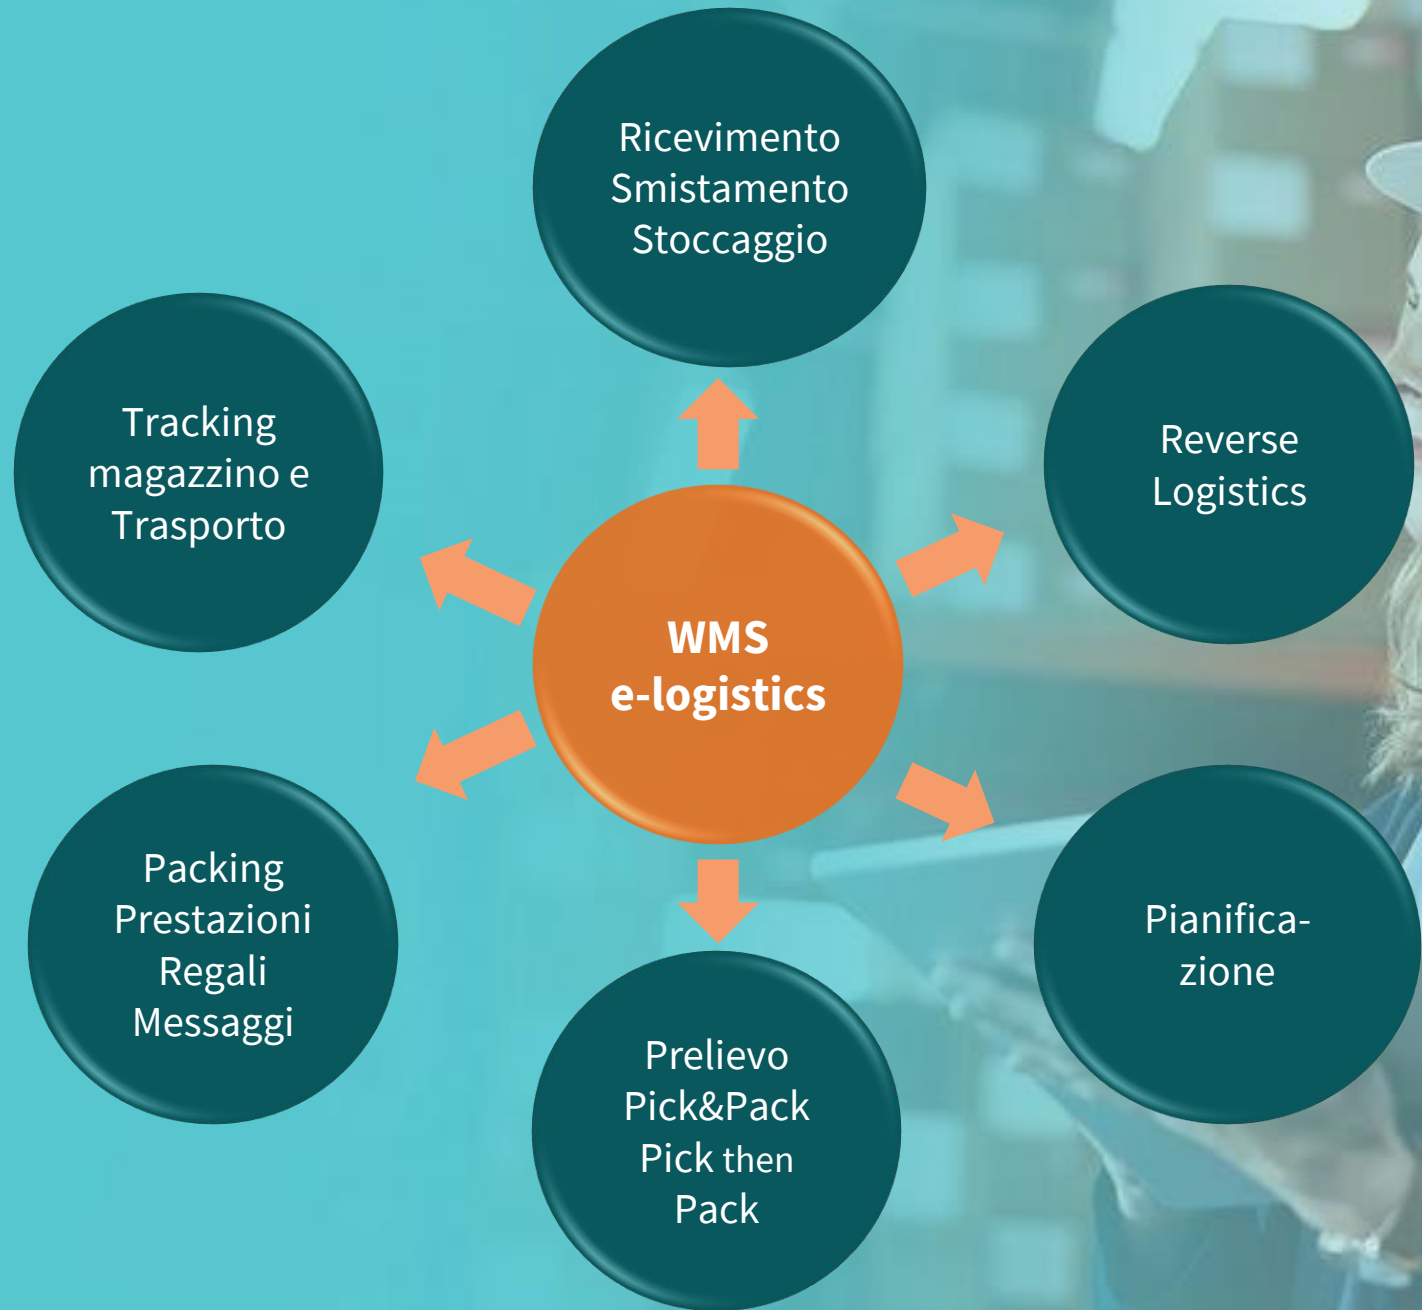 Ricevimento
Smistamento
Stoccaggio
Tracking
magazzino e
Trasporto
Reverse
Logistics
WMS
e-logistics
Packing
Prestazioni
Regali
Messaggi
Pianifica-
zione
Prelievo
Pick&Pack
Pick then
Pack